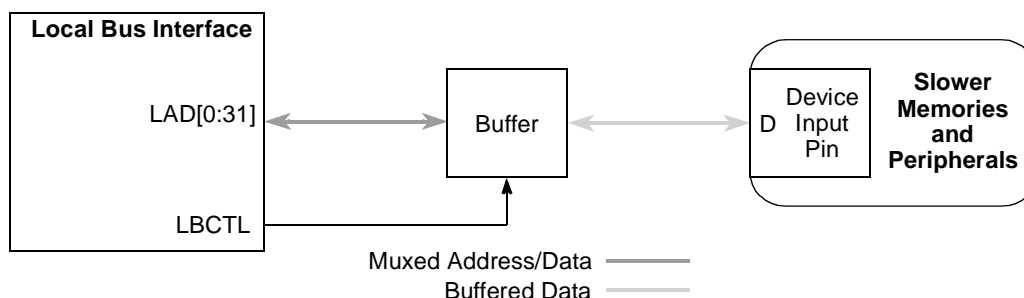 Local Bus Interface
LAD[0:31]
LBCTL
Buffer
D
Device
Input
Pin
Slower
Memories
and
Peripherals
Muxed Address/Data
Buffered Data